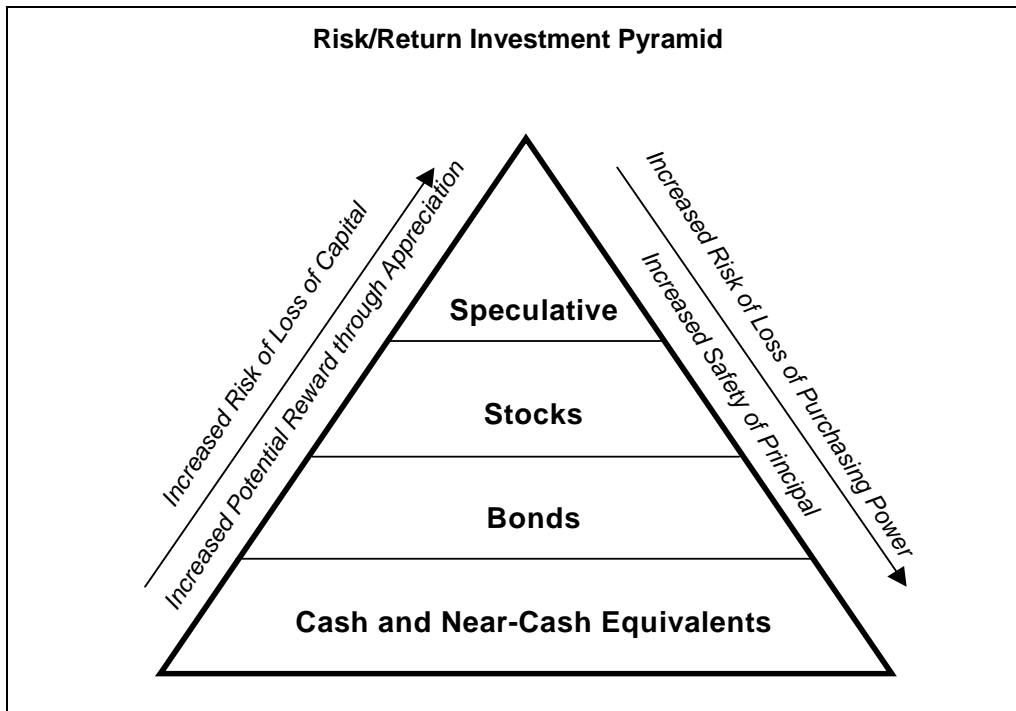 Risk/Return Investment Pyramid
Increased Risk of Loss of Capital
Increased Potential Reward through Appreciation
Increased Risk of Loss of Purchasing Power
Increased Safety of Principal
Speculative
Stocks
Bonds
Cash and Near-Cash Equivalents